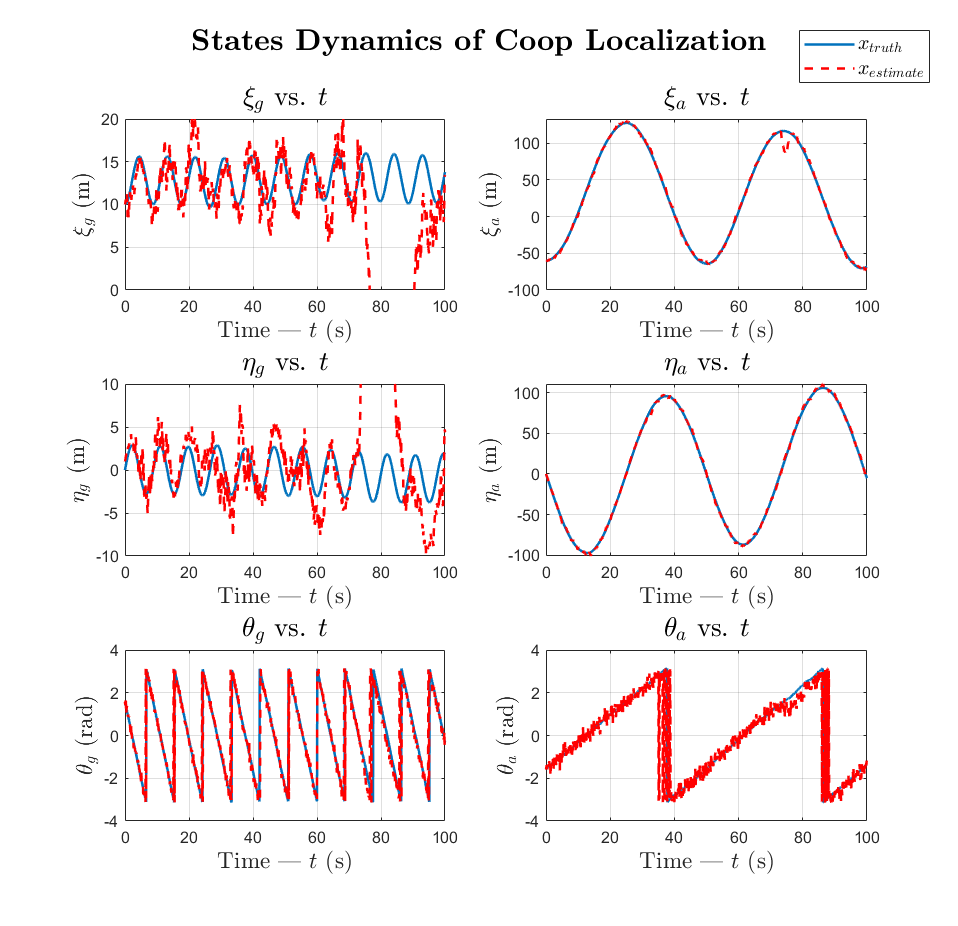 States Dynamics of Coop Localization
x_truth
x_estimate
ξ_g vs. t
20
15
10
5
0
ξ_g (m)
0 20 40 60 80 100
Time — t (s)
ξ_a vs. t
100
50
0
-50
-100
ξ_a (m)
0 20 40 60 80 100
Time — t (s)
η_g vs. t
10
5
0
-5
-10
η_g (m)
0 20 40 60 80 100
Time — t (s)
η_a vs. t
100
50
0
-50
-100
η_a (m)
0 20 40 60 80 100
Time — t (s)
θ_g vs. t
4
2
0
-2
-4
θ_g (rad)
0 20 40 60 80 100
Time — t (s)
θ_a vs. t
4
2
0
-2
-4
θ_a (rad)
0 20 40 60 80 100
Time — t (s)